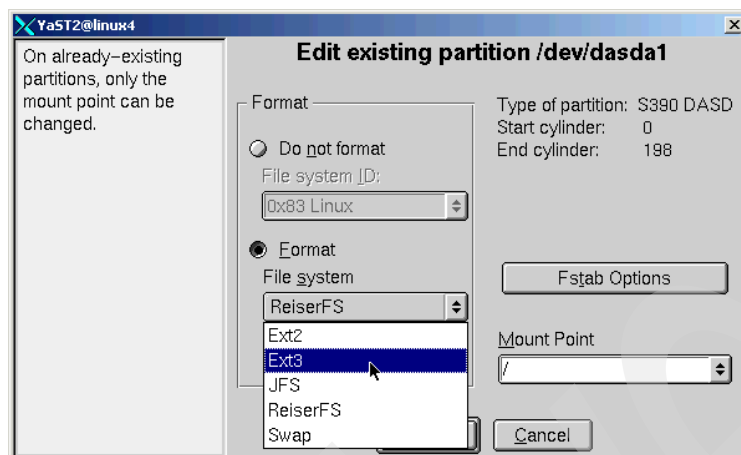 YaST2@linux4
On already-existing
partitions, only the
mount point can be
changed.
Edit existing partition /dev/dasda1
Format
Do not format
File system ID:
0x83 Linux
Format
File system
ReiserFS
Ext2
Ext3
JFS
ReiserFS
Swap
Type of partition: S390 DASD
Start cylinder: 0
End cylinder: 198
Fstab Options
Mount Point
/
Cancel